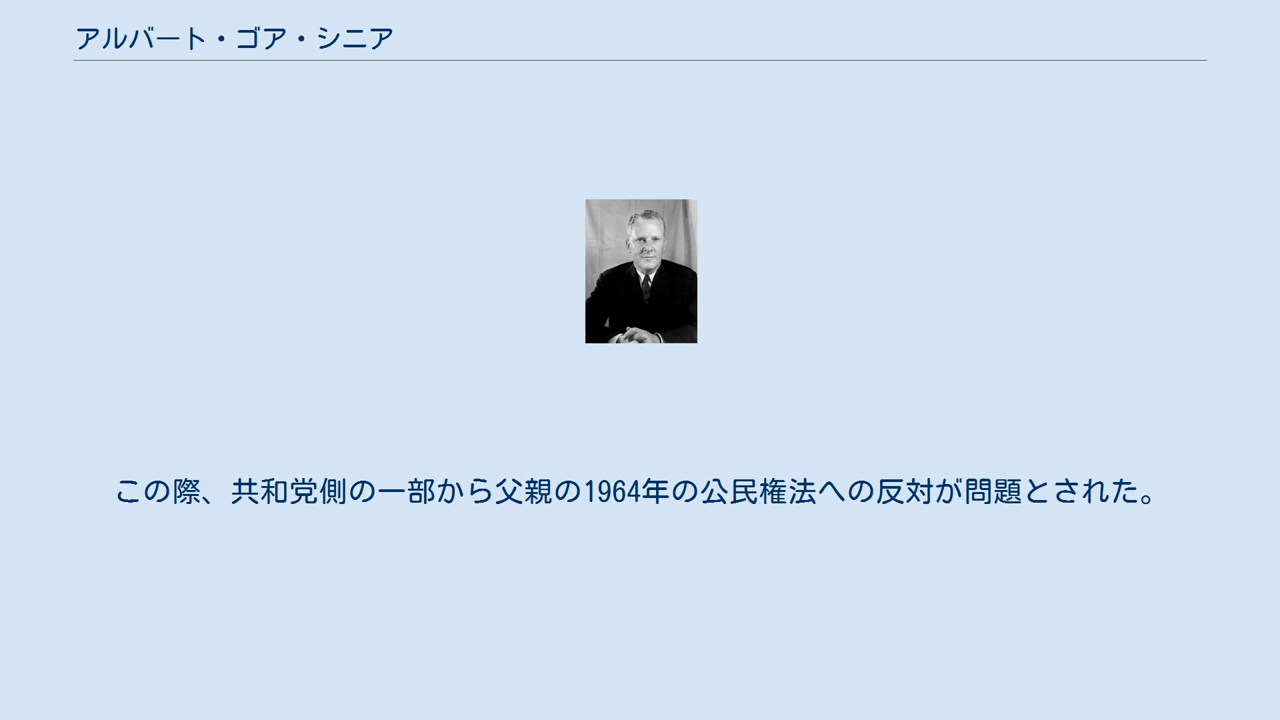 アルバート・ゴア・シニア
この際、共和党側の一部から父親の1964年の公民権法への反対が問題とされた。